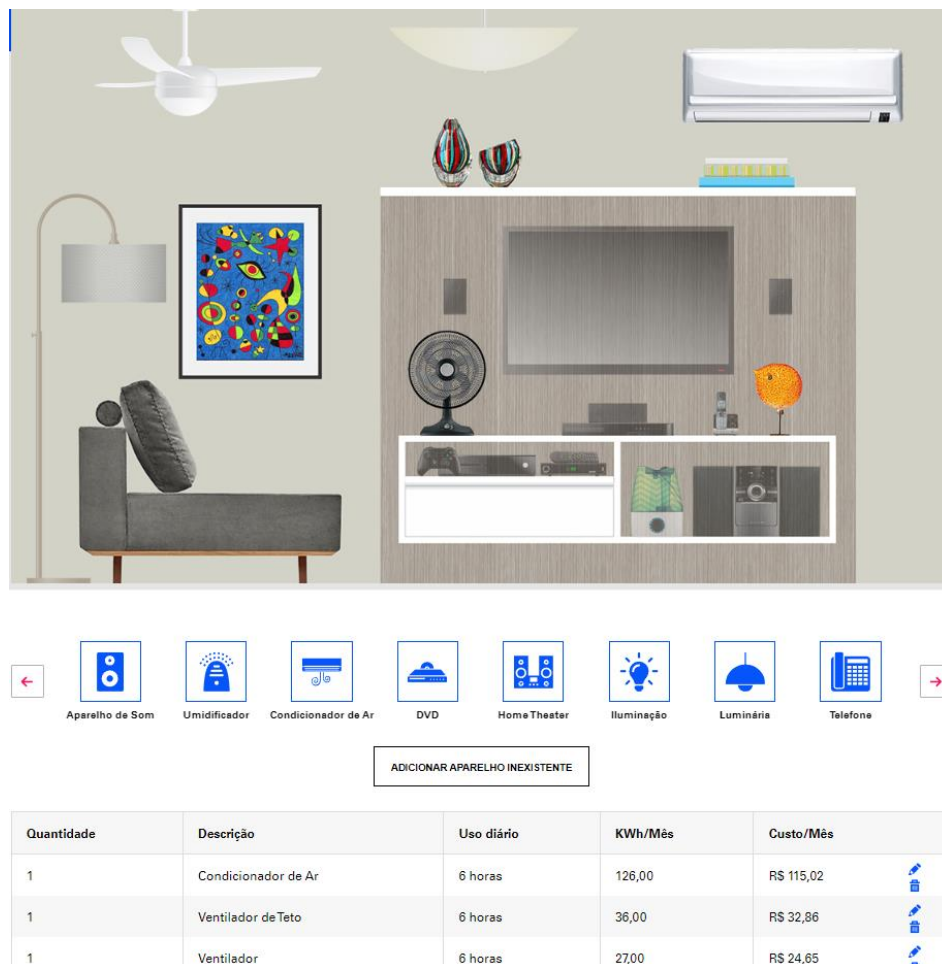 Aparelho de Som Umidificador Condicionador de Ar DVD Home Theater Iluminação Luminária Telefone
ADICIONAR APARELHO INEXISTENTE
Quantidade Descrição Uso diário KWh/Mês Custo/Mês
1 Condicionador de Ar 6 horas 126,00 R$ 115,02
1 Ventilador de Teto 6 horas 36,00 R$ 32,86
1 Ventilador 6 horas 27,00 R$ 24,65